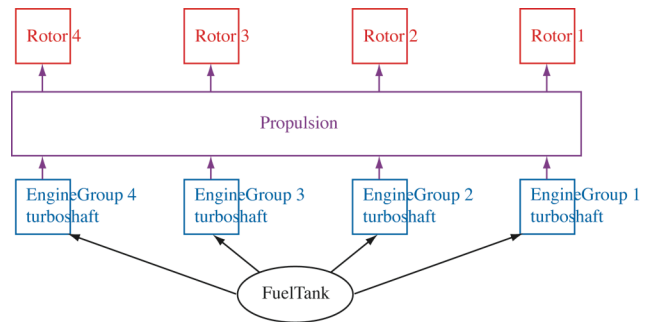 Rotor 4
Rotor 3
Rotor 2
Rotor 1
Propulsion
EngineGroup 4
turboshaft
EngineGroup 3
turboshaft
EngineGroup 2
turboshaft
EngineGroup 1
turboshaft
FuelTank